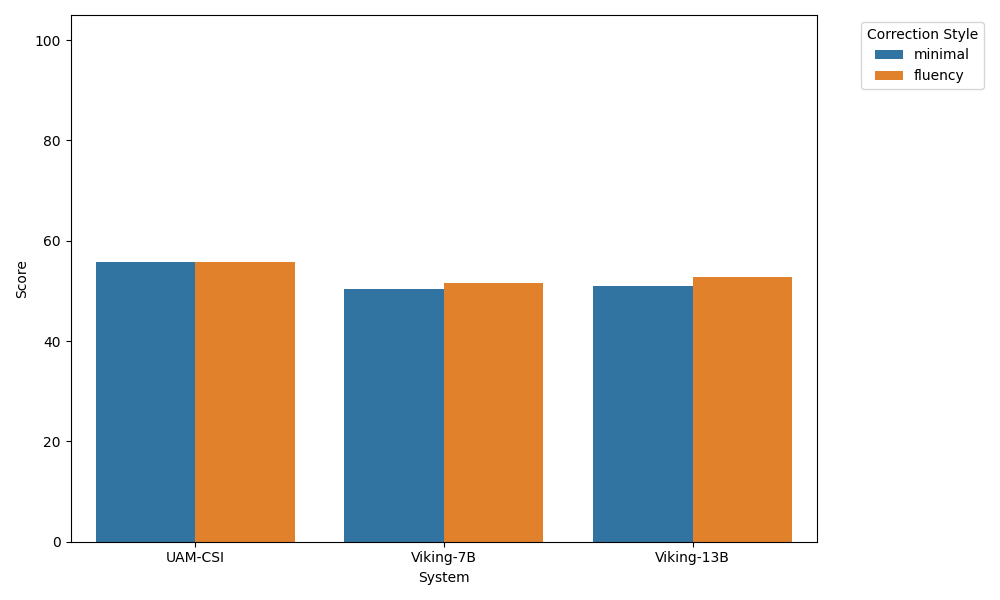 100
80
60
40
20
0
Score
UAM-CSI
Viking-7B
Viking-13B
System
Correction Style
minimal
fluency